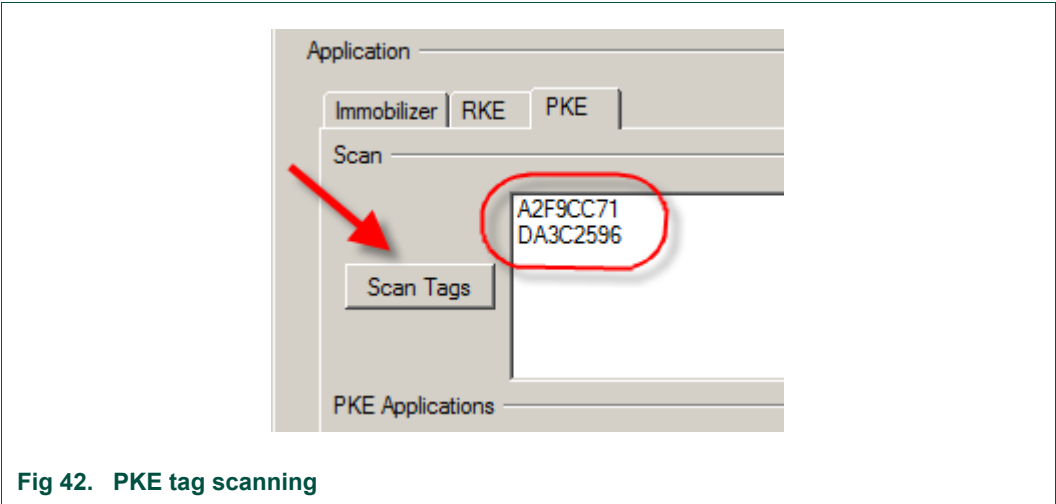 Application
Immobilizer RKE PKE
Scan
A2F9CC71
DA3C2596
Scan Tags
PKE Applications
Fig 42. PKE tag scanning